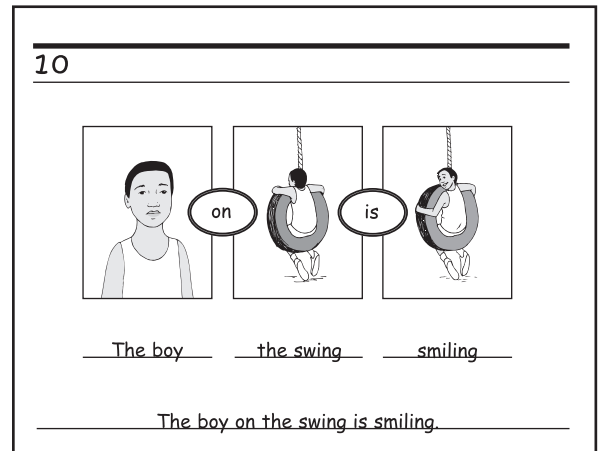 10
on is
The boy the swing smiling
The boy on the swing is smiling.